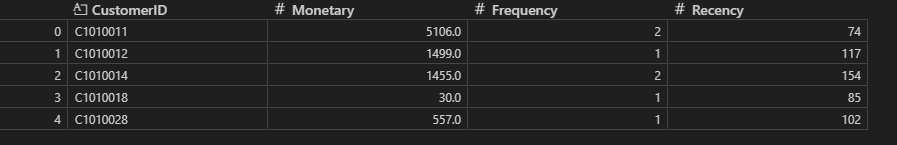 CustomerID # Monetary # Frequency # Recency
0 C1010011 5106.0 2 74
1 C1010012 1499.0 1 117
2 C1010014 1455.0 2 154
3 C1010018 30.0 1 85
4 C1010028 557.0 1 102